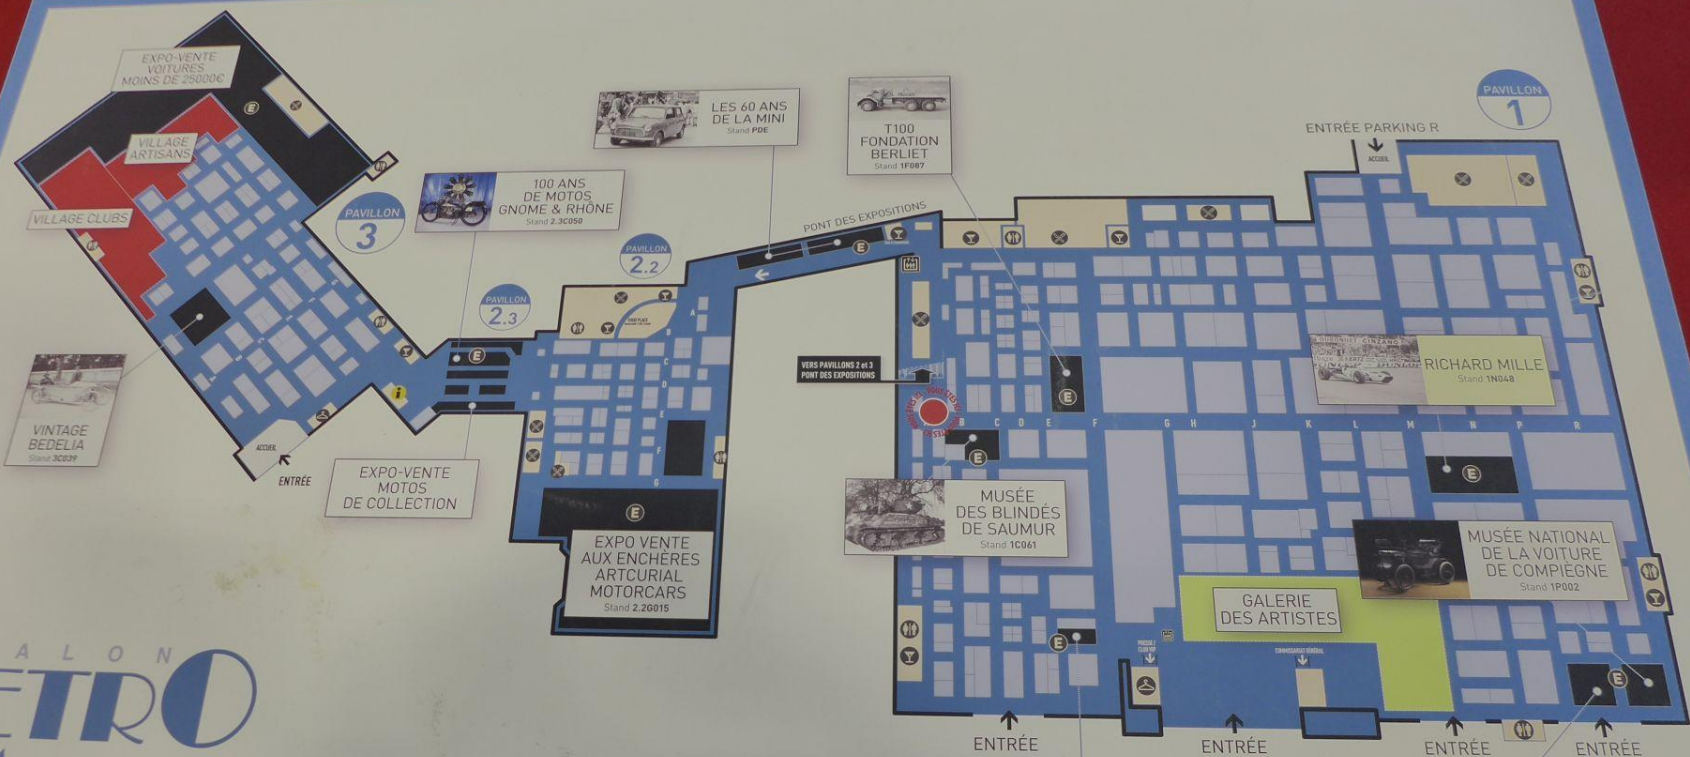 EXPO-VENTE
VOITURES
MOINS DE 25000€
VILLAGE
ARTISANS
VILLAGE CLUBS
PAVILLON
3
100 ANS
DE MOTOS
GNOME & RHÔNE
Stand 2.3C050
LES 60 ANS
DE LA MINI
Stand PDE
T100
FONDATION
BERLIET
Stand 1F087
PAVILLON
1
ENTRÉE PARKING R
ACCUEIL
PAVILLON
2.2
PAVILLON
2.3
PONT DES EXPOSITIONS
VERS PAVILLONS 2 et 3
PONT DES EXPOSITIONS
RICHARD MILLE
Stand 1N048
VINTAGE
BEDELIA
Stand 3C039
ACCUEIL
ENTRÉE
EXPO-VENTE
MOTOS
DE COLLECTION
A
B
C
D
E
F
G
B C D E F G H J K L M N P R
EXPO VENTE
AUX ENCHÈRES
ARTCURIAL
MOTORCARS
Stand 2.2G015
MUSÉE
DES BLINDÉS
DE SAUMUR
Stand 1C061
MUSÉE NATIONAL
DE LA VOITURE
DE COMPIÈGNE
Stand 1P002
GALERIE
DES ARTISTES
COMMISSARIAT GÉNÉRAL
ALON
ETRO
ENTRÉE
ENTRÉE
ENTRÉE
ENTRÉE